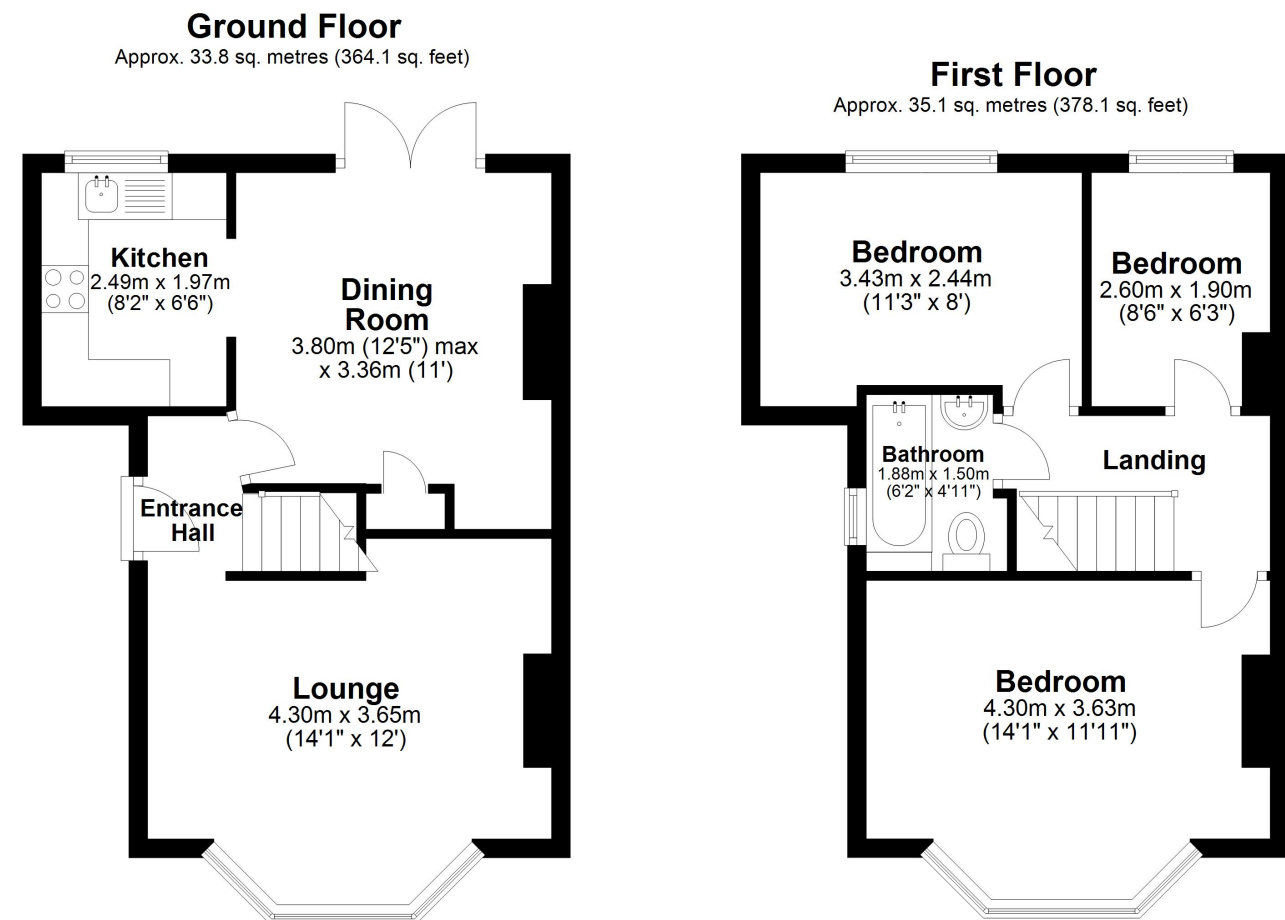 Ground Floor
Approx. 33.8 sq. metres (364.1 sq. feet)
Kitchen
2.49m x 1.97m
(8'2" x 6'6")
Dining
Room
3.80m (12'5") max
x 3.36m (11')
Entrance
Hall
Lounge
4.30m x 3.65m
(14'1" x 12')
First Floor
Approx. 35.1 sq. metres (378.1 sq. feet)
Bedroom
3.43m x 2.44m
(11'3" x 8')
Bedroom
2.60m x 1.90m
(8'6" x 6'3")
Bathroom
1.88m x 1.50m
(6'2" x 4'11")
Landing
Bedroom
4.30m x 3.63m
(14'1" x 11'11")